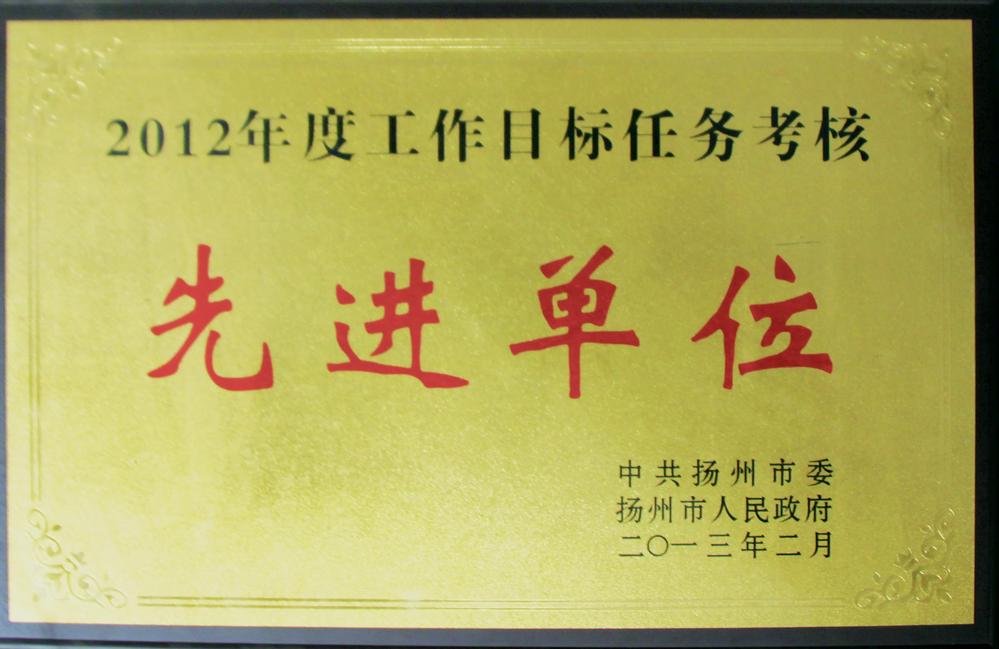 2012年度工作目标任务考核
先进单位
中共扬州市委
扬州市人民政府
二〇一三年二月